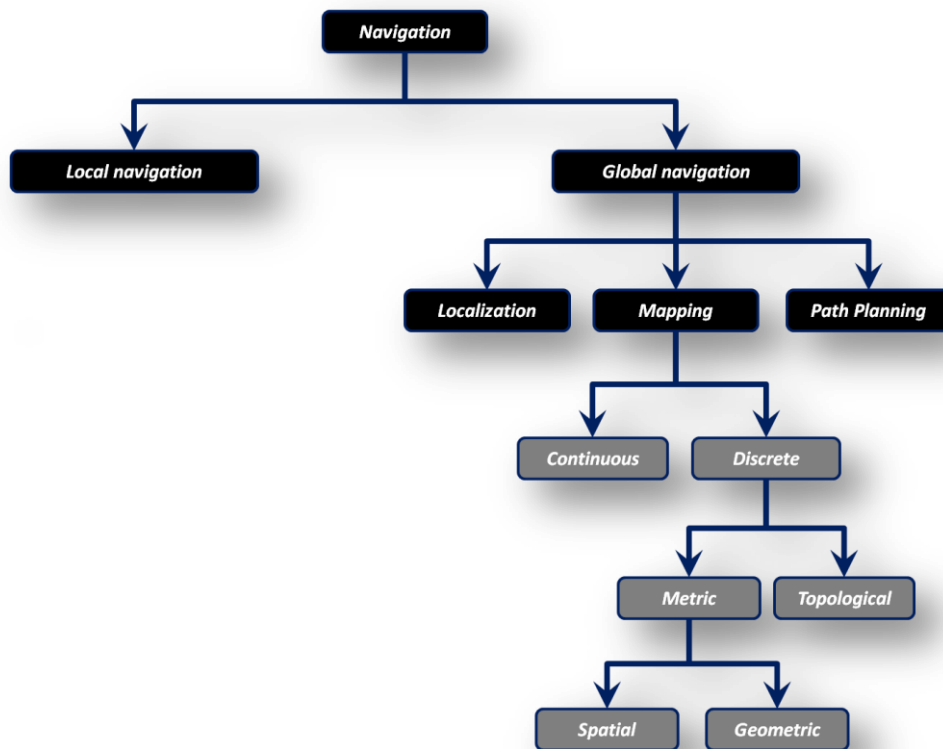 Navigation
Local navigation
Global navigation
Localization
Mapping
Path Planning
Continuous
Discrete
Metric
Topological
Spatial
Geometric